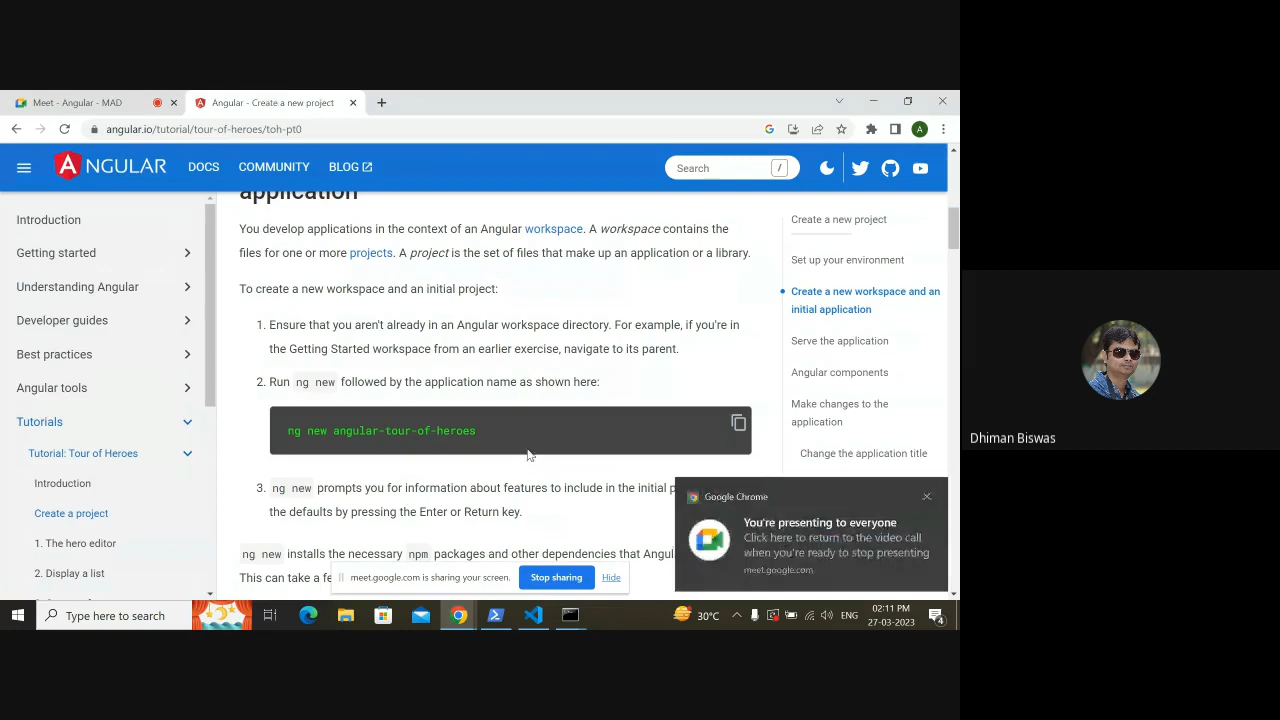 Meet - Angular - MAD
Angular - Create a new project
angular.io/tutorial/tour-of-heroes/toh-pt0
A
NGULAR
DOCS
COMMUNITY
BLOG
Search
/
Introduction
Getting started
Understanding Angular
Developer guides
Best practices
Angular tools
Tutorials
Tutorial: Tour of Heroes
Introduction
Create a project
1. The hero editor
2. Display a list
application
You develop applications in the context of an Angular workspace. A workspace contains the
files for one or more projects. A project is the set of files that make up an application or a library.
To create a new workspace and an initial project:
1. Ensure that you aren't already in an Angular workspace directory. For example, if you're in
the Getting Started workspace from an earlier exercise, navigate to its parent.
2. Run ng new followed by the application name as shown here:
ng new angular-tour-of-heroes
3. ng new prompts you for information about features to include in the initial p
the defaults by pressing the Enter or Return key.
ng new installs the necessary npm packages and other dependencies that Angul
This can take a fe
Create a new project
Set up your environment
Create a new workspace and an
initial application
Serve the application
Angular components
Make changes to the
application
Change the application title
Google Chrome
You're presenting to everyone
Click here to return to the video call
when you're ready to stop presenting
meet.google.com
meet.google.com is sharing your screen.
Stop sharing
Hide
Type here to search
30°C
ENG
02:11 PM
27-03-2023
4
Dhiman Biswas